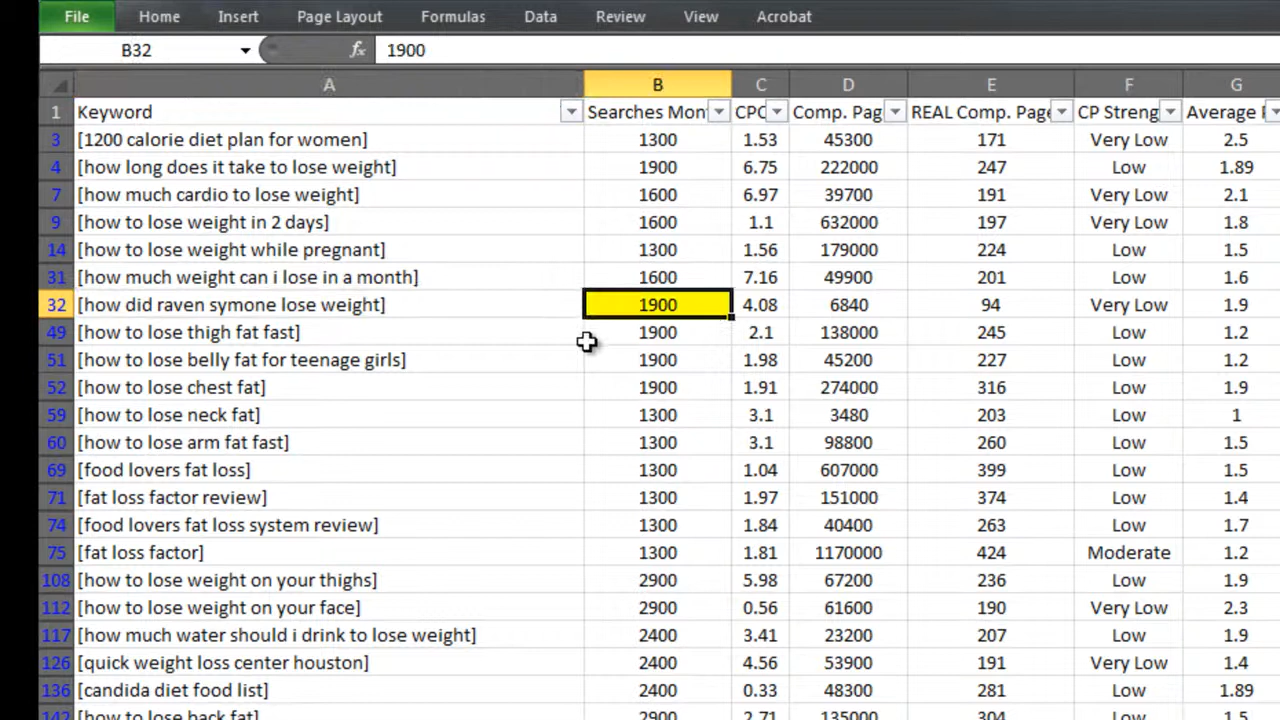 File Home Insert Page Layout Formulas Data Review View Acrobat
B32 fx 1900
A B C D E F G
1 Keyword Searches Mon CPC Comp. Pag REAL Comp. Page CP Streng Average
3 [1200 calorie diet plan for women] 1300 1.53 45300 171 Very Low 2.5
4 [how long does it take to lose weight] 1900 6.75 222000 247 Low 1.89
7 [how much cardio to lose weight] 1600 6.97 39700 191 Very Low 2.1
9 [how to lose weight in 2 days] 1600 1.1 632000 197 Very Low 1.8
14 [how to lose weight while pregnant] 1300 1.56 179000 224 Low 1.5
31 [how much weight can i lose in a month] 1600 7.16 49900 201 Low 1.6
32 [how did raven symone lose weight] 1900 4.08 6840 94 Very Low 1.9
49 [how to lose thigh fat fast] 1900 2.1 138000 245 Low 1.2
51 [how to lose belly fat for teenage girls] 1900 1.98 45200 227 Low 1.2
52 [how to lose chest fat] 1900 1.91 274000 316 Low 1.9
59 [how to lose neck fat] 1300 3.1 3480 203 Low 1
60 [how to lose arm fat fast] 1300 3.1 98800 260 Low 1.5
69 [food lovers fat loss] 1300 1.04 607000 399 Low 1.5
71 [fat loss factor review] 1300 1.97 151000 374 Low 1.4
74 [food lovers fat loss system review] 1300 1.84 40400 263 Low 1.7
75 [fat loss factor] 1300 1.81 1170000 424 Moderate 1.2
108 [how to lose weight on your thighs] 2900 5.98 67200 236 Low 1.9
112 [how to lose weight on your face] 2900 0.56 61600 190 Very Low 2.3
117 [how much water should i drink to lose weight] 2400 3.41 23200 207 Low 1.9
126 [quick weight loss center houston] 2400 4.56 53900 191 Very Low 1.4
136 [candida diet food list] 2400 0.33 48300 281 Low 1.89
142 [how to lose back fat] 2900 2.71 135000 304 Low 1.5